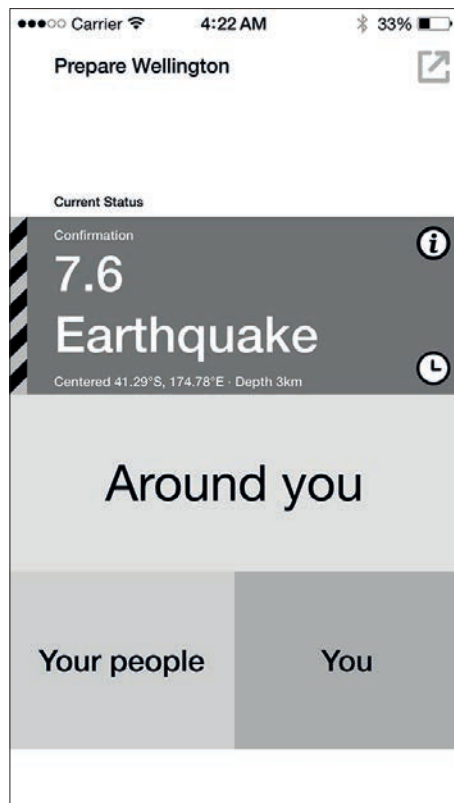 Carrier 4:22 AM 33%
Prepare Wellington
Current Status
Confirmation
7.6
Earthquake
Centered 41.29°S, 174.78°E · Depth 3km
Around you
Your people You